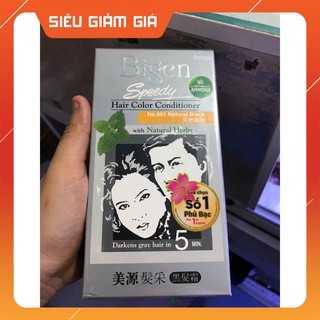 SIÊU GIẢM GIÁ
Bigen
Speedy
Hair Color Conditioner
No.881 Natural Black
with Natural Herbs
AMMONIA
Số 1
Phủ Bạc
Darkens gray hair in 5 MIN.
美源髮采 黑髮霜